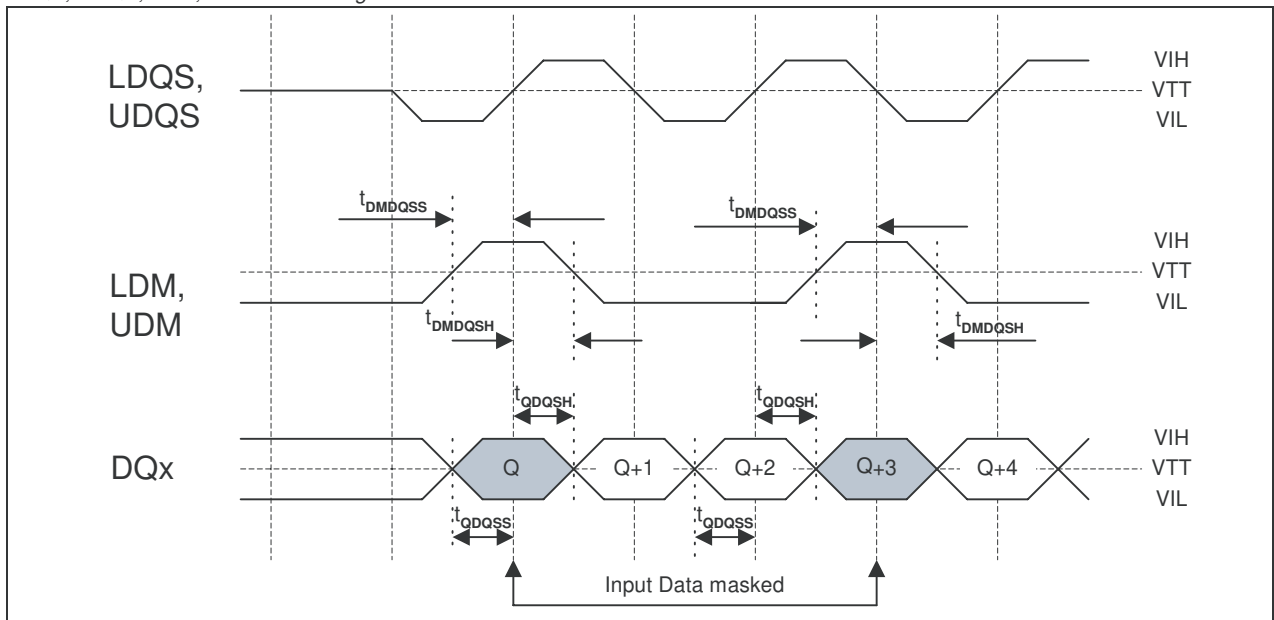 LDQS,
UDQS
VIH
VTT
VIL
tDMDQSS
tDMDQSS
LDM,
UDM
VIH
VTT
VIL
tDMDQSH
tDMDQSH
tQDQSH
tQDQSH
DQx
Q
Q+1
Q+2
Q+3
Q+4
VIH
VTT
VIL
tQDQSS
tQDQSS
Input Data masked